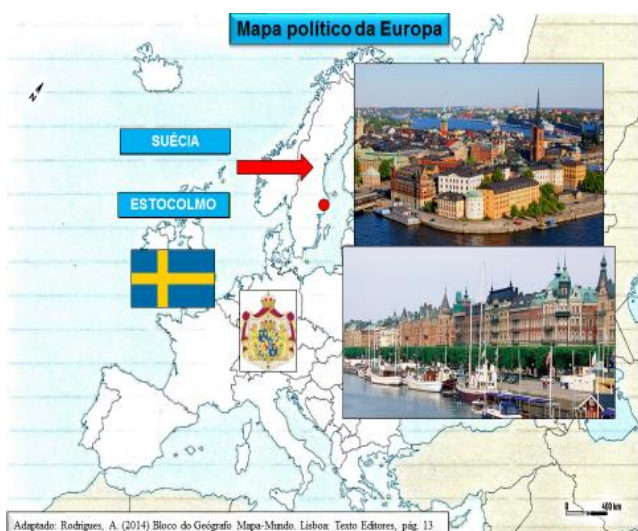 Mapa político da Europa
N
SUÉCIA
ESTOCOLMO
0 400 km
Adaptado: Rodrigues, A. (2014) Bloco do Geógrafo Mapa-Mundo. Lisboa: Texto Editores, pág. 13